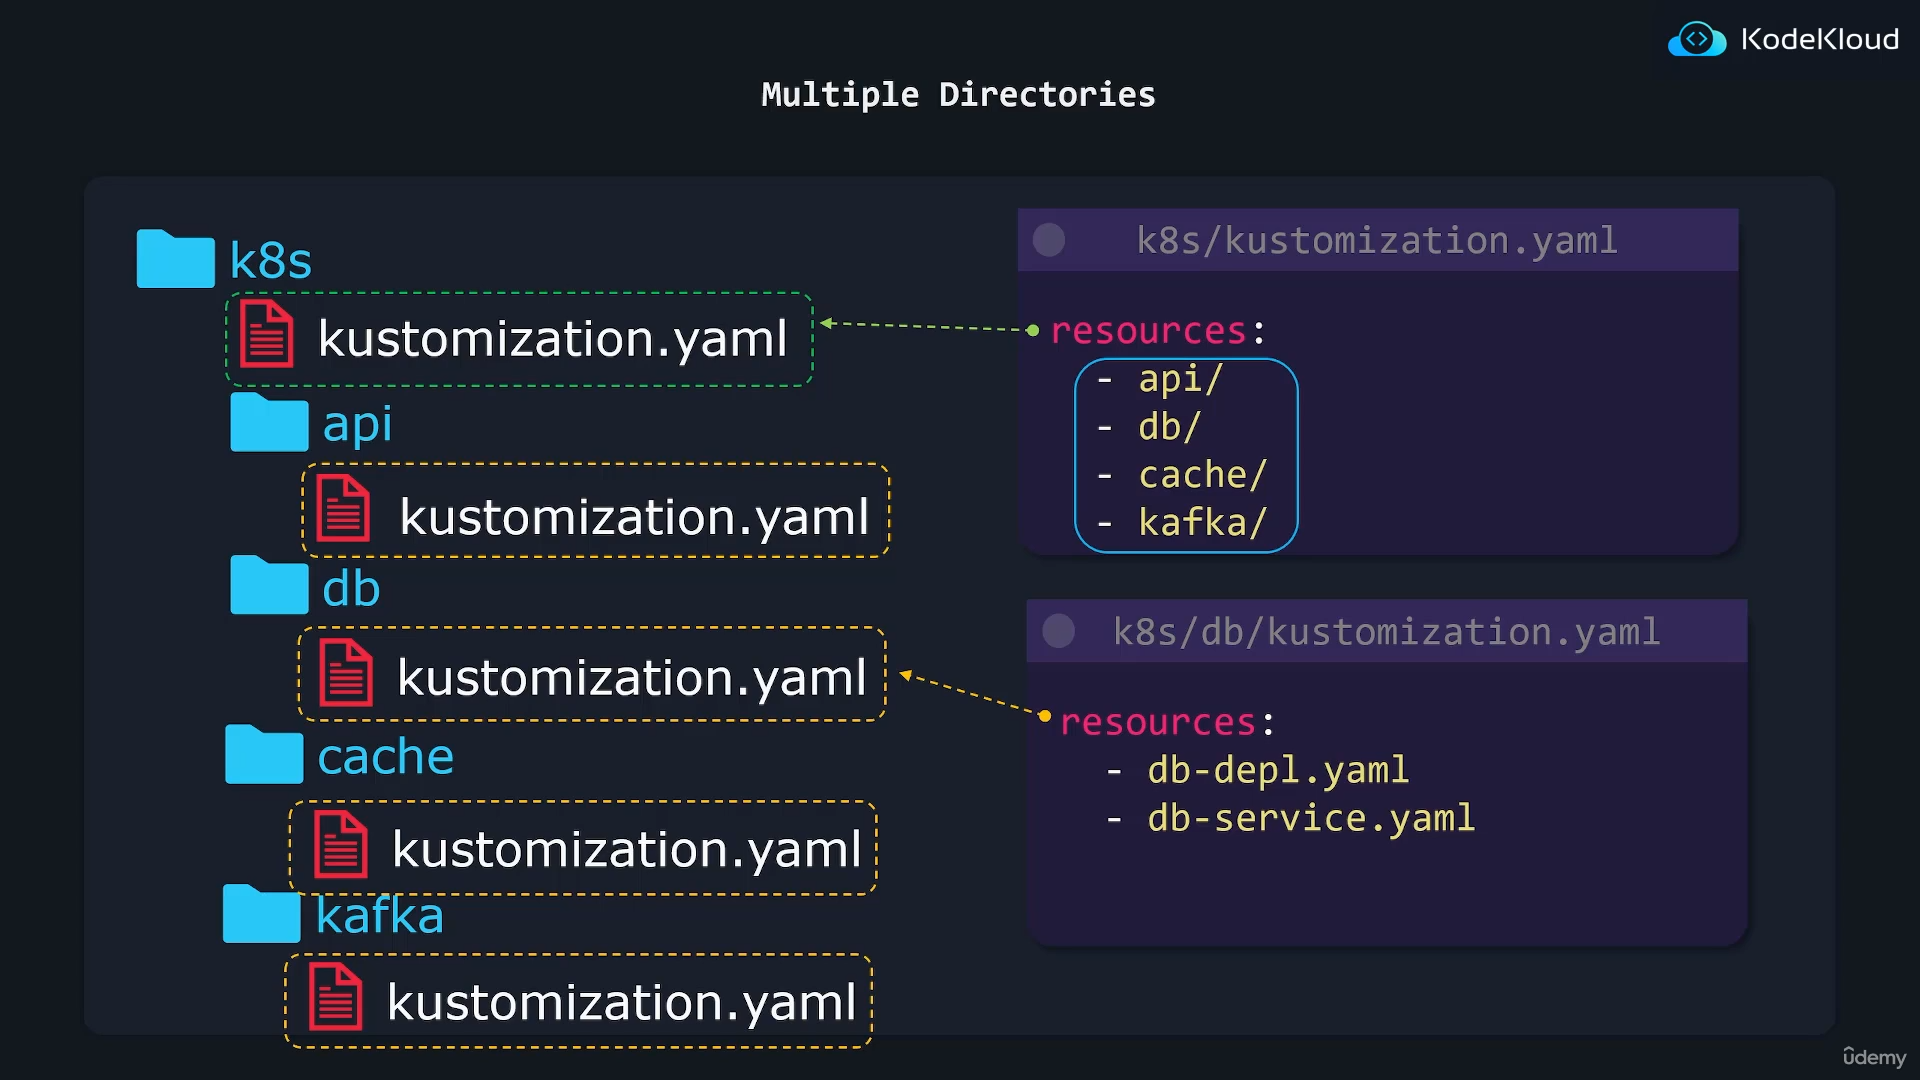 KodeKloud
Multiple Directories
k8s
kustomization.yaml
api
kustomization.yaml
db
kustomization.yaml
cache
kustomization.yaml
kafka
kustomization.yaml
k8s/kustomization.yaml
resources:
- api/
- db/
- cache/
- kafka/
k8s/db/kustomization.yaml
resources:
- db-depl.yaml
- db-service.yaml
ûdemy